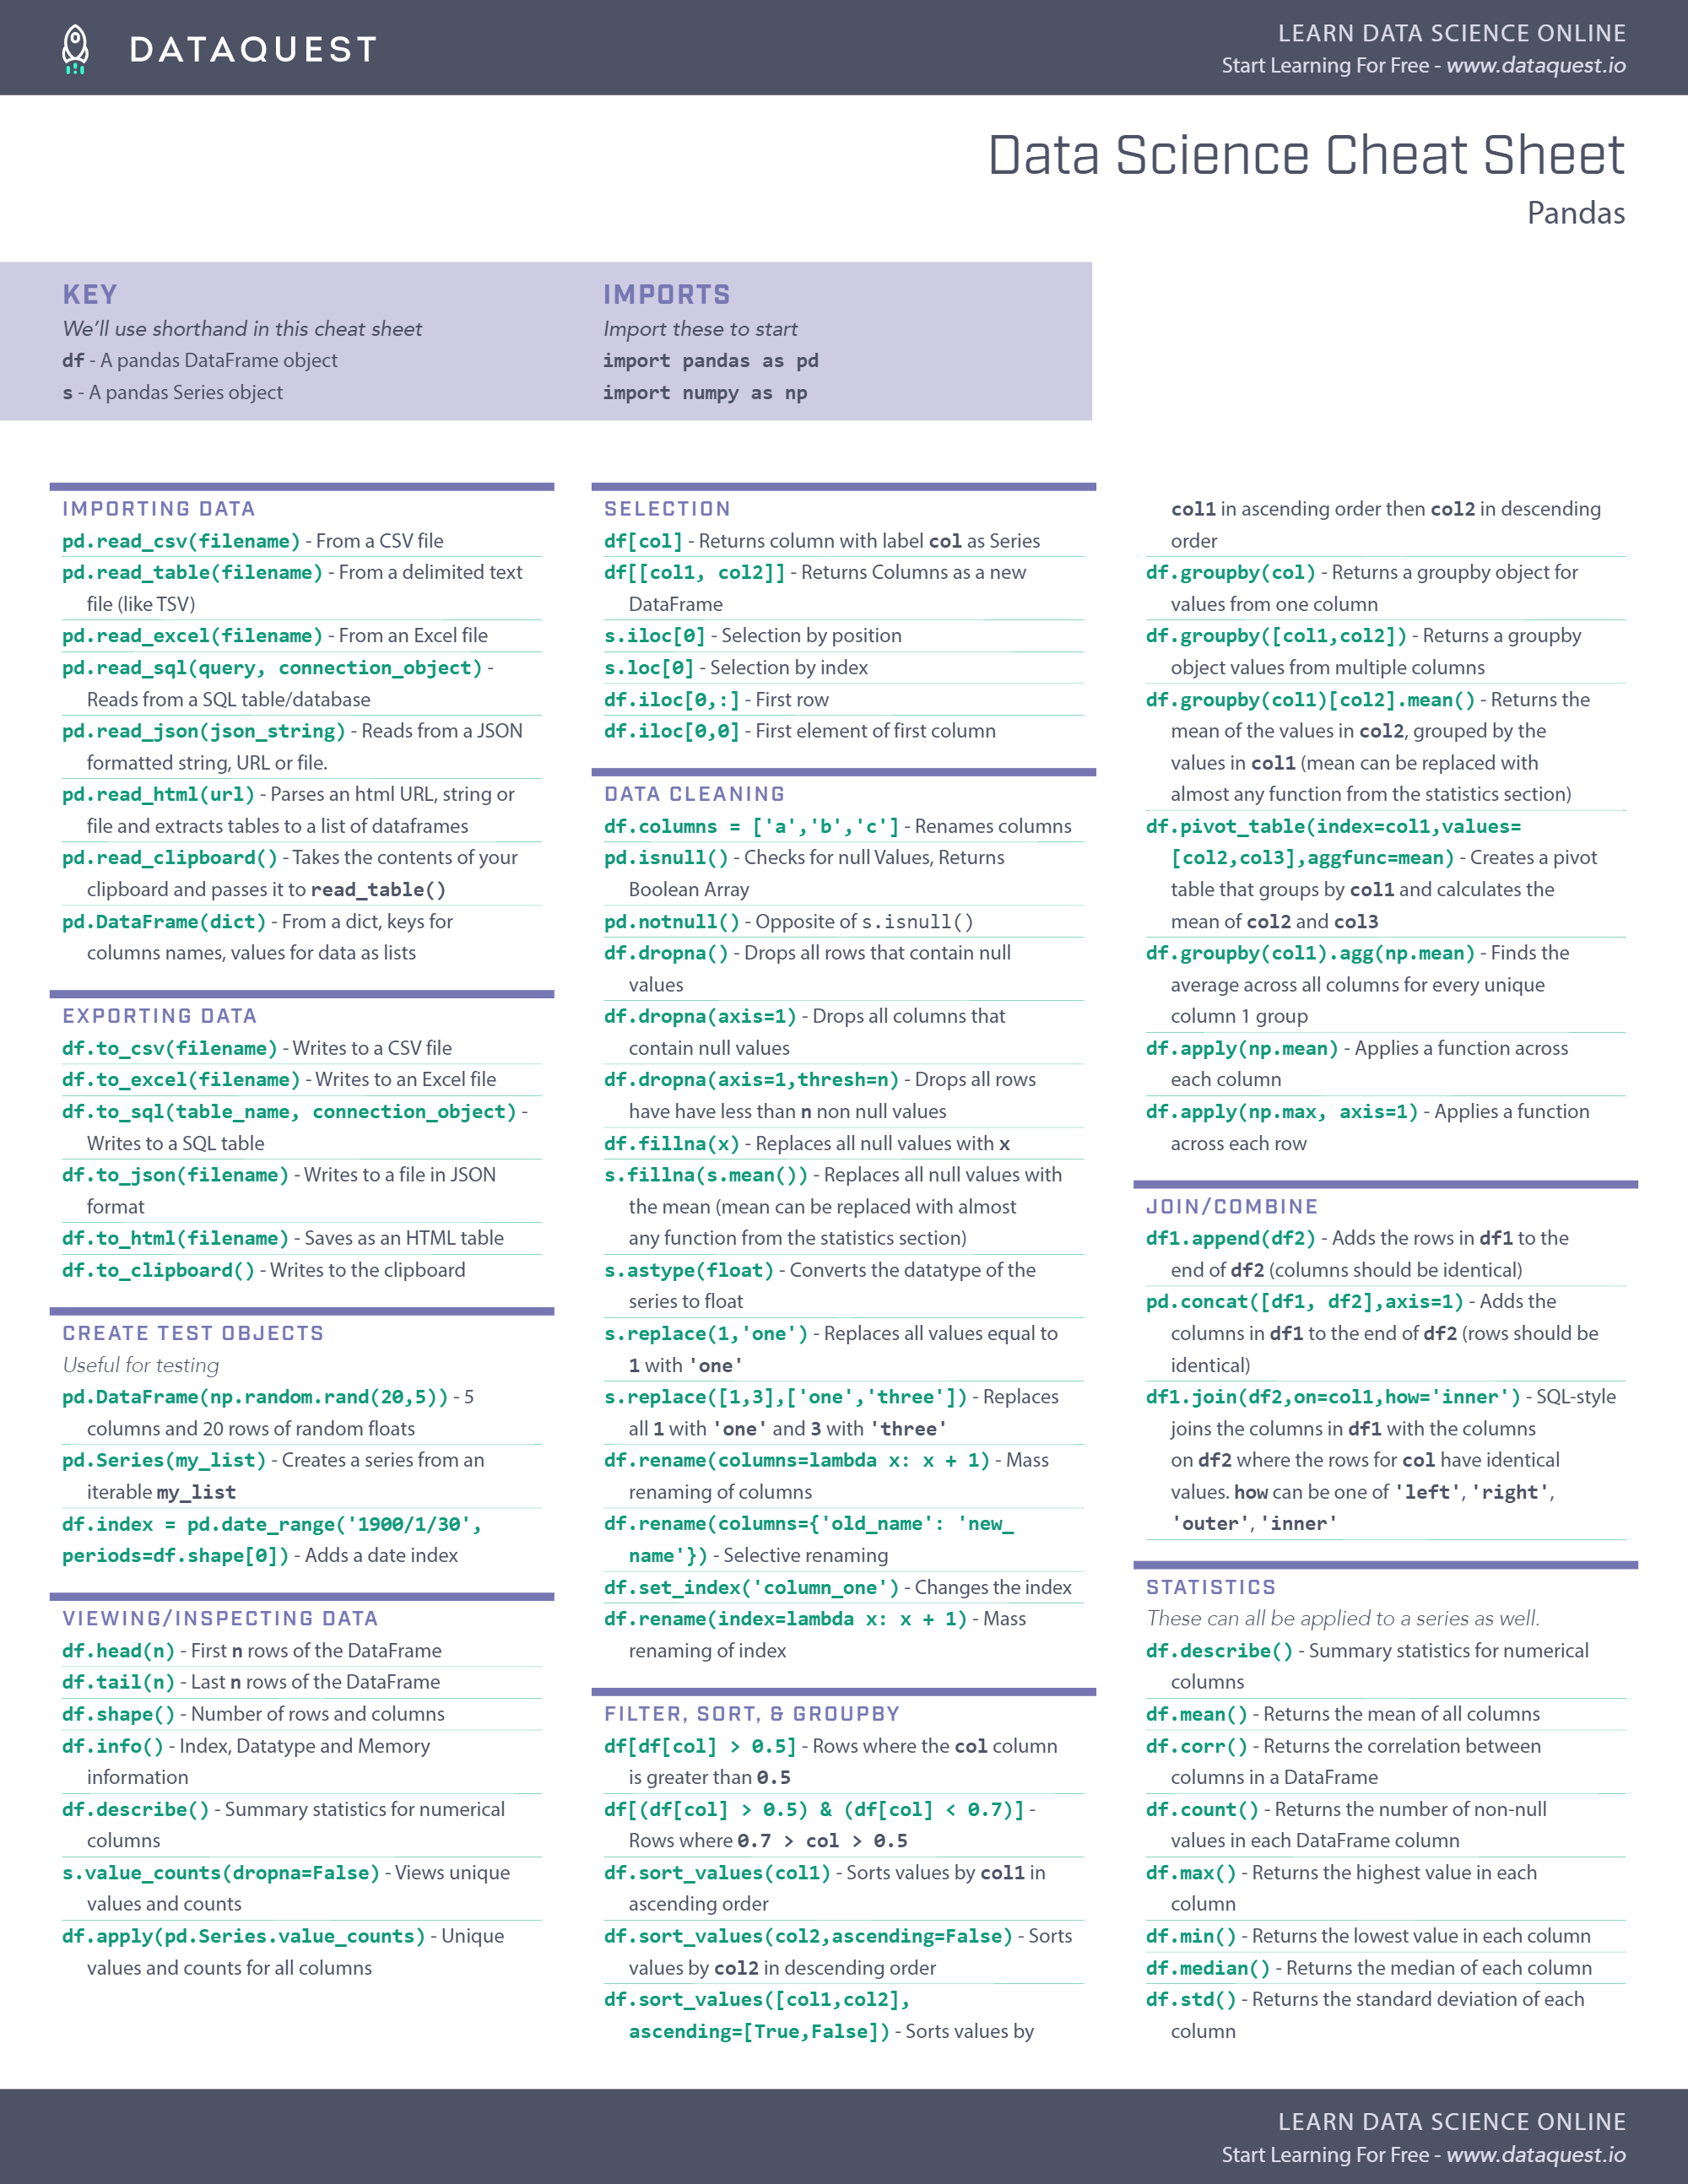 DATAQUEST
LEARN DATA SCIENCE ONLINE
Start Learning For Free - www.dataquest.io
Data Science Cheat Sheet
Pandas
KEY
We’ll use shorthand in this cheat sheet
df - A pandas DataFrame object
s - A pandas Series object
IMPORTS
Import these to start
import pandas as pd
import numpy as np
IMPORTING DATA
pd.read_csv(filename) - From a CSV file
pd.read_table(filename) - From a delimited text
file (like TSV)
pd.read_excel(filename) - From an Excel file
pd.read_sql(query, connection_object) -
Reads from a SQL table/database
pd.read_json(json_string) - Reads from a JSON
formatted string, URL or file.
pd.read_html(url) - Parses an html URL, string or
file and extracts tables to a list of dataframes
pd.read_clipboard() - Takes the contents of your
clipboard and passes it to read_table()
pd.DataFrame(dict) - From a dict, keys for
columns names, values for data as lists
EXPORTING DATA
df.to_csv(filename) - Writes to a CSV file
df.to_excel(filename) - Writes to an Excel file
df.to_sql(table_name, connection_object) -
Writes to a SQL table
df.to_json(filename) - Writes to a file in JSON
format
df.to_html(filename) - Saves as an HTML table
df.to_clipboard() - Writes to the clipboard
CREATE TEST OBJECTS
Useful for testing
pd.DataFrame(np.random.rand(20,5)) - 5
columns and 20 rows of random floats
pd.Series(my_list) - Creates a series from an
iterable my_list
df.index = pd.date_range('1900/1/30',
periods=df.shape[0]) - Adds a date index
VIEWING/INSPECTING DATA
df.head(n) - First n rows of the DataFrame
df.tail(n) - Last n rows of the DataFrame
df.shape() - Number of rows and columns
df.info() - Index, Datatype and Memory
information
df.describe() - Summary statistics for numerical
columns
s.value_counts(dropna=False) - Views unique
values and counts
df.apply(pd.Series.value_counts) - Unique
values and counts for all columns
SELECTION
df[col] - Returns column with label col as Series
df[[col1, col2]] - Returns Columns as a new
DataFrame
s.iloc[0] - Selection by position
s.loc[0] - Selection by index
df.iloc[0,:] - First row
df.iloc[0,0] - First element of first column
DATA CLEANING
df.columns = ['a','b','c'] - Renames columns
pd.isnull() - Checks for null Values, Returns
Boolean Array
pd.notnull() - Opposite of s.isnull()
df.dropna() - Drops all rows that contain null
values
df.dropna(axis=1) - Drops all columns that
contain null values
df.dropna(axis=1,thresh=n) - Drops all rows
have have less than n non null values
df.fillna(x) - Replaces all null values with x
s.fillna(s.mean()) - Replaces all null values with
the mean (mean can be replaced with almost
any function from the statistics section)
s.astype(float) - Converts the datatype of the
series to float
s.replace(1,'one') - Replaces all values equal to
1 with 'one'
s.replace([1,3],['one','three']) - Replaces
all 1 with 'one' and 3 with 'three'
df.rename(columns=lambda x: x + 1) - Mass
renaming of columns
df.rename(columns={'old_name': 'new_
name'}) - Selective renaming
df.set_index('column_one') - Changes the index
df.rename(index=lambda x: x + 1) - Mass
renaming of index
FILTER, SORT, & GROUPBY
df[df[col] > 0.5] - Rows where the col column
is greater than 0.5
df[(df[col] > 0.5) & (df[col] < 0.7)] -
Rows where 0.7 > col > 0.5
df.sort_values(col1) - Sorts values by col1 in
ascending order
df.sort_values(col2,ascending=False) - Sorts
values by col2 in descending order
df.sort_values([col1,col2],
ascending=[True,False]) - Sorts values by
col1 in ascending order then col2 in descending
order
df.groupby(col) - Returns a groupby object for
values from one column
df.groupby([col1,col2]) - Returns a groupby
object values from multiple columns
df.groupby(col1)[col2].mean() - Returns the
mean of the values in col2, grouped by the
values in col1 (mean can be replaced with
almost any function from the statistics section)
df.pivot_table(index=col1,values=
[col2,col3],aggfunc=mean) - Creates a pivot
table that groups by col1 and calculates the
mean of col2 and col3
df.groupby(col1).agg(np.mean) - Finds the
average across all columns for every unique
column 1 group
df.apply(np.mean) - Applies a function across
each column
df.apply(np.max, axis=1) - Applies a function
across each row
JOIN/COMBINE
df1.append(df2) - Adds the rows in df1 to the
end of df2 (columns should be identical)
pd.concat([df1, df2],axis=1) - Adds the
columns in df1 to the end of df2 (rows should be
identical)
df1.join(df2,on=col1,how='inner') - SQL-style
joins the columns in df1 with the columns
on df2 where the rows for col have identical
values. how can be one of 'left', 'right',
'outer', 'inner'
STATISTICS
These can all be applied to a series as well.
df.describe() - Summary statistics for numerical
columns
df.mean() - Returns the mean of all columns
df.corr() - Returns the correlation between
columns in a DataFrame
df.count() - Returns the number of non-null
values in each DataFrame column
df.max() - Returns the highest value in each
column
df.min() - Returns the lowest value in each column
df.median() - Returns the median of each column
df.std() - Returns the standard deviation of each
column
LEARN DATA SCIENCE ONLINE
Start Learning For Free - www.dataquest.io